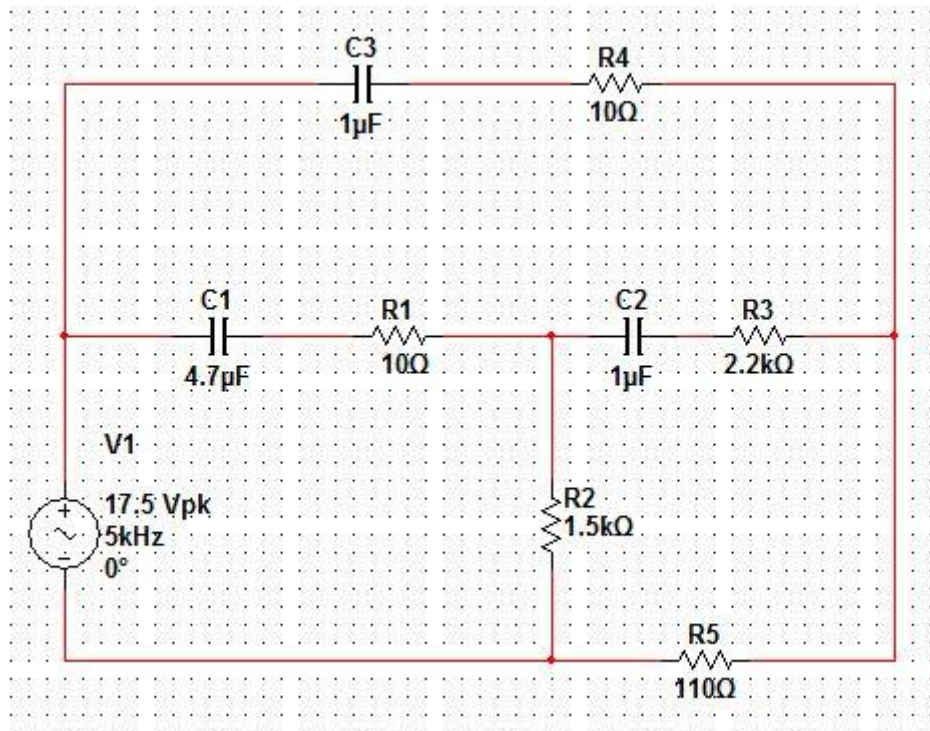 C3
1µF
R4
10Ω
C1
4.7µF
R1
10Ω
C2
1µF
R3
2.2kΩ
V1
17.5 Vpk
5kHz
0°
R2
1.5kΩ
R5
110Ω